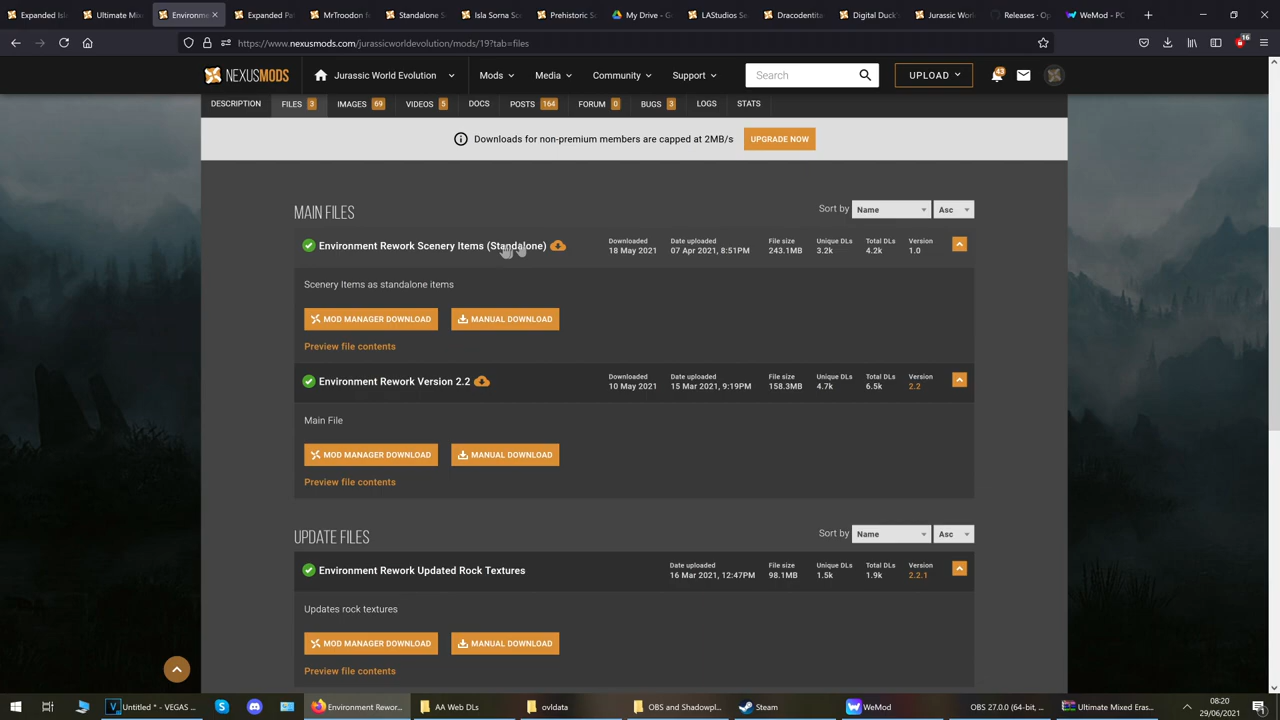 Expanded Isl
Ultimate Mixe
Environme
Expanded Pa
MrTroodon f
Standalone S
Isla Sorna Sc
Prehistoric Sc
My Drive - G
LAStudios Se
Dracodentita
Digital Duck'
Jurassic Worl
Releases · Op
WeMod - PC
https://www.nexusmods.com/jurassicworldevolution/mods/19?tab=files
16
NEXUSMODS
Jurassic World Evolution
Mods
Media
Community
Support
Search
UPLOAD
43
DESCRIPTION
FILES 3
IMAGES 69
VIDEOS 5
DOCS
POSTS 164
FORUM 0
BUGS 3
LOGS
STATS
Downloads for non-premium members are capped at 2MB/s
UPGRADE NOW
MAIN FILES
Sort by Name Asc
Environment Rework Scenery Items (Standalone)
Downloaded
18 May 2021
Date uploaded
07 Apr 2021, 8:51PM
File size
243.1MB
Unique DLs
3.2k
Total DLs
4.2k
Version
1.0
Scenery Items as standalone items
MOD MANAGER DOWNLOAD
MANUAL DOWNLOAD
Preview file contents
Environment Rework Version 2.2
Downloaded
10 May 2021
Date uploaded
15 Mar 2021, 9:19PM
File size
158.3MB
Unique DLs
4.7k
Total DLs
6.5k
Version
2.2
Main File
MOD MANAGER DOWNLOAD
MANUAL DOWNLOAD
Preview file contents
UPDATE FILES
Sort by Name Asc
Environment Rework Updated Rock Textures
Date uploaded
16 Mar 2021, 12:47PM
File size
98.1MB
Unique DLs
1.5k
Total DLs
1.9k
Version
2.2.1
Updates rock textures
MOD MANAGER DOWNLOAD
MANUAL DOWNLOAD
Preview file contents
Untitled * - VEGAS ...
Environment Rewor...
AA Web DLs
ovldata
OBS and Shadowpl...
Steam
WeMod
OBS 27.0.0 (64-bit, ...
Ultimate Mixed Eras...
08:20
29/06/2021